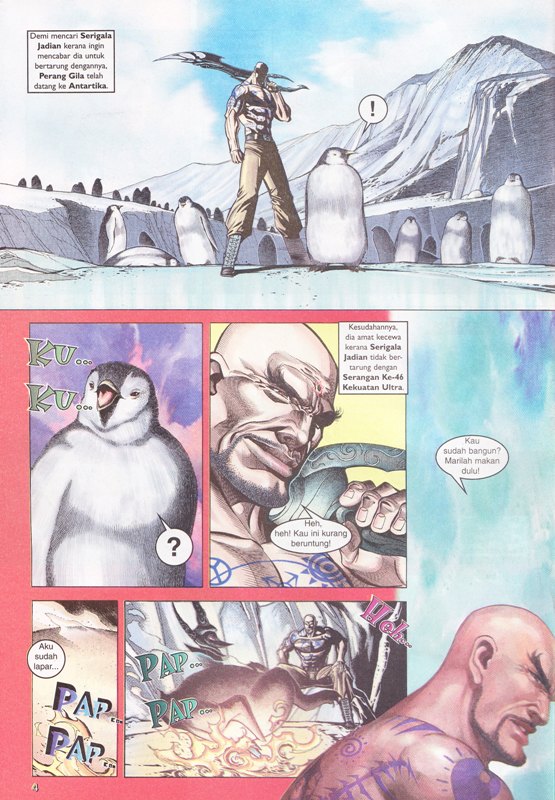 Demi mencari Serigala
Jadian kerana ingin
mencabar dia untuk
bertarung dengannya,
Perang Gila telah
datang ke Antartika.
!
KU...
KU...
?
Kesudahannya,
dia amat kecewa
kerana Serigala
Jadian tidak ber-
tarung dengan
Serangan Ke-46
Kekuatan Ultra.
Heh,
heh! Kau ini kurang
beruntung!
Kau
sudah bangun?
Marilah makan
dulu!
Aku
sudah
lapar...
PAP...
PAP...
PAP...
PAP...
Heh...
4